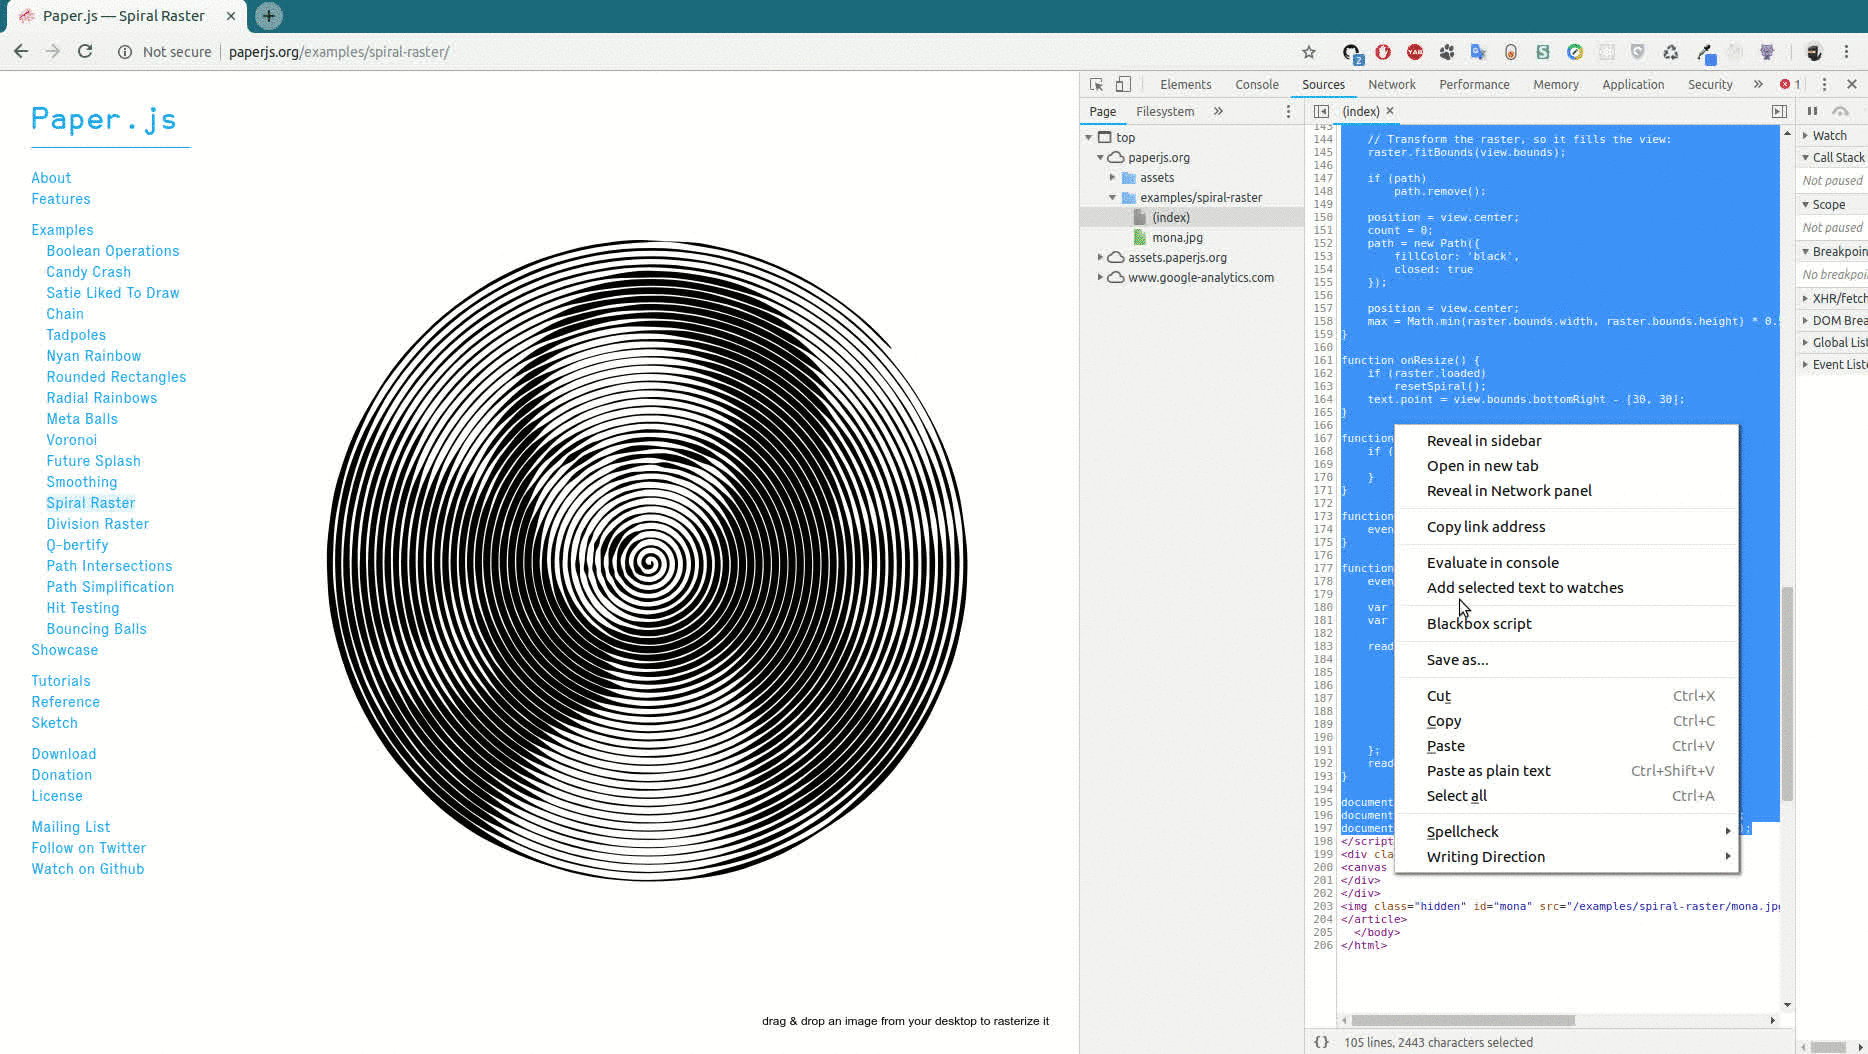 Paper.js — Spiral Raster
Not secure
paperjs.org/examples/spiral-raster/
2
YAB
Elements
Console
Sources
Network
Performance
Memory
Application
Security
1
Page
Filesystem
(index)
Paper.js
About
Features
Examples
Boolean Operations
Candy Crash
Satie Liked To Draw
Chain
Tadpoles
Nyan Rainbow
Rounded Rectangles
Radial Rainbows
Meta Balls
Voronoi
Future Splash
Smoothing
Spiral Raster
Division Raster
Q-bertify
Path Intersections
Path Simplification
Hit Testing
Bouncing Balls
Showcase
Tutorials
Reference
Sketch
Download
Donation
License
Mailing List
Follow on Twitter
Watch on Github
drag & drop an image from your desktop to rasterize it
top
paperjs.org
assets
examples/spiral-raster
(index)
mona.jpg
assets.paperjs.org
www.google-analytics.com
143
144 // Transform the raster, so it fills the view:
145 raster.fitBounds(view.bounds);
146
147 if (path)
148 path.remove();
149
150 position = view.center;
151 count = 0;
152 path = new Path({
153 fillColor: 'black',
154 closed: true
155 });
156
157 position = view.center;
158 max = Math.min(raster.bounds.width, raster.bounds.height) * 0.5
159 }
160
161 function onResize() {
162 if (raster.loaded)
163 resetSpiral();
164 text.point = view.bounds.bottomRight - [30, 30];
165 }
166
167 function
168 if (
169
170 }
171 }
172
173 function
174 even
175 }
176
177 function
178 even
179
180 var
181 var
182
183 read
184
185
186
187
188
189
190
191 };
192 read
193 }
194
195 document
196 document ;
197 document );
198 </script
199 <div cla
200 <canvas
201 </div>
202 </div>
203 <img class="hidden" id="mona" src="/examples/spiral-raster/mona.jpg
204 </article>
205 </body>
206 </html>
Reveal in sidebar
Open in new tab
Reveal in Network panel
Copy link address
Evaluate in console
Add selected text to watches
Blackbox script
Save as...
Cut Ctrl+X
Copy Ctrl+C
Paste Ctrl+V
Paste as plain text Ctrl+Shift+V
Select all Ctrl+A
Spellcheck
Writing Direction
{} 105 lines, 2443 characters selected
Watch
Call Stack
Not paused
Scope
Not paused
Breakpoin
No breakpoi
XHR/fetch
DOM Brea
Global List
Event Liste